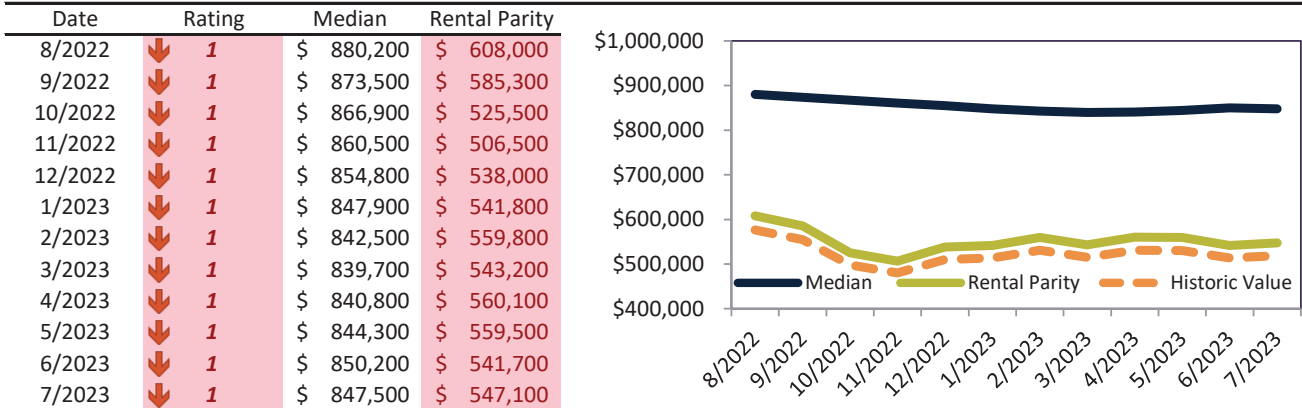 Date Rating Median Rental Parity
8/2022 1 $ 880,200 $ 608,000
9/2022 1 $ 873,500 $ 585,300
10/2022 1 $ 866,900 $ 525,500
11/2022 1 $ 860,500 $ 506,500
12/2022 1 $ 854,800 $ 538,000
1/2023 1 $ 847,900 $ 541,800
2/2023 1 $ 842,500 $ 559,800
3/2023 1 $ 839,700 $ 543,200
4/2023 1 $ 840,800 $ 560,100
5/2023 1 $ 844,300 $ 559,500
6/2023 1 $ 850,200 $ 541,700
7/2023 1 $ 847,500 $ 547,100
$1,000,000
$900,000
$800,000
$700,000
$600,000
$500,000
$400,000
Median Rental Parity Historic Value
8/2022 9/2022 10/2022 11/2022 12/2022 1/2023 2/2023 3/2023 4/2023 5/2023 6/2023 7/2023